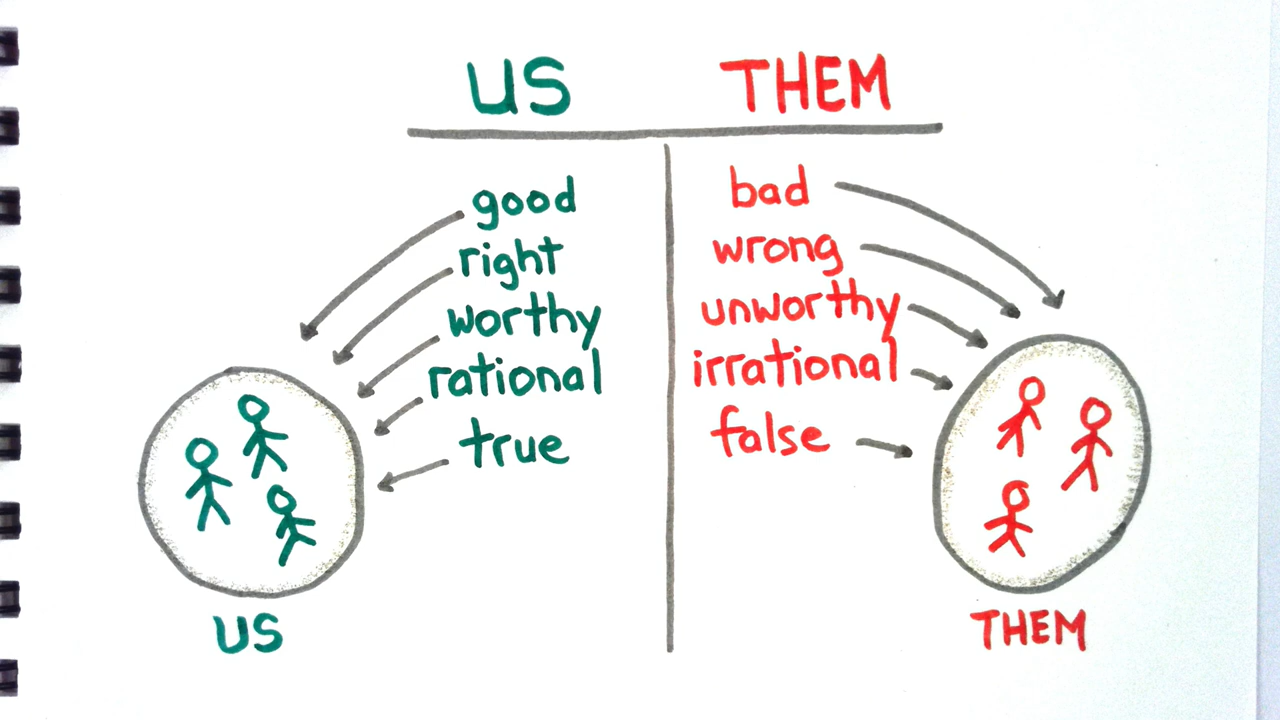 US THEM
good bad
right wrong
worthy unworthy
rational irrational
true false
US THEM